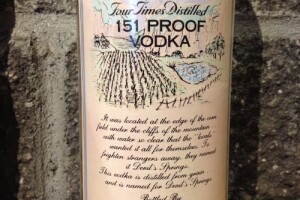 Four Times Distilled
151 PROOF
VODKA
It was located at the edge of the corn
field under the cliffs of the mountain
with water so clear that the "locals"
wanted it all for themselves. To
frighten strangers away, they named
it Devil's Springs.
This vodka is distilled from grain
and is named for Devil's Springs.
Bottled By